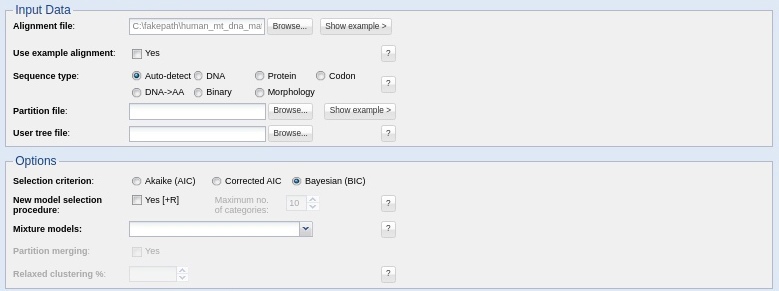 Input Data
Alignment file: C:\fakepath\human_mt_dna_ma Browse... Show example >
Use example alignment: Yes ?
Sequence type: Auto-detect DNA Protein Codon ?
DNA->AA Binary Morphology
Partition file: Browse... Show example >
User tree file: Browse... ?
Options
Selection criterion: Akaike (AIC) Corrected AIC Bayesian (BIC)
New model selection Yes [+R] Maximum no. 10 ?
procedure: of categories:
Mixture models: ?
Partition merging: Yes
Relaxed clustering %: ?